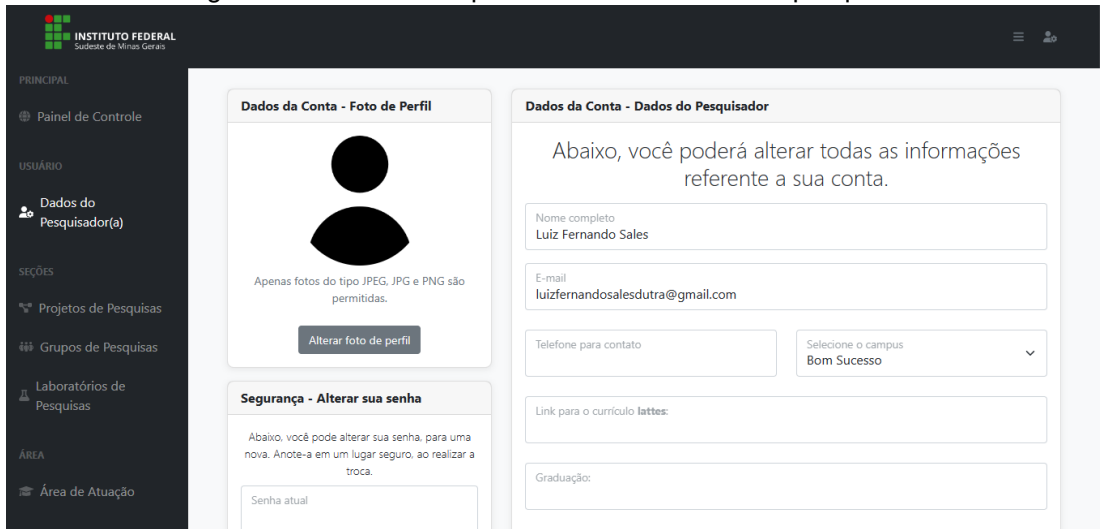 INSTITUTO FEDERAL
Sudeste de Minas Gerais
PRINCIPAL
Painel de Controle
USUÁRIO
Dados do
Pesquisador(a)
SEÇÕES
Projetos de Pesquisas
Grupos de Pesquisas
Laboratórios de
Pesquisas
ÁREA
Área de Atuação
Dados da Conta - Foto de Perfil
Apenas fotos do tipo JPEG, JPG e PNG são
permitidas.
Alterar foto de perfil
Segurança - Alterar sua senha
Abaixo, você pode alterar sua senha, para uma
nova. Anote-a em um lugar seguro, ao realizar a
troca.
Senha atual
Dados da Conta - Dados do Pesquisador
Abaixo, você poderá alterar todas as informações
referente a sua conta.
Nome completo
Luiz Fernando Sales
E-mail
luizfernandosalesdutra@gmail.com
Telefone para contato
Selecione o campus
Bom Sucesso
Link para o currículo lattes:
Graduação: